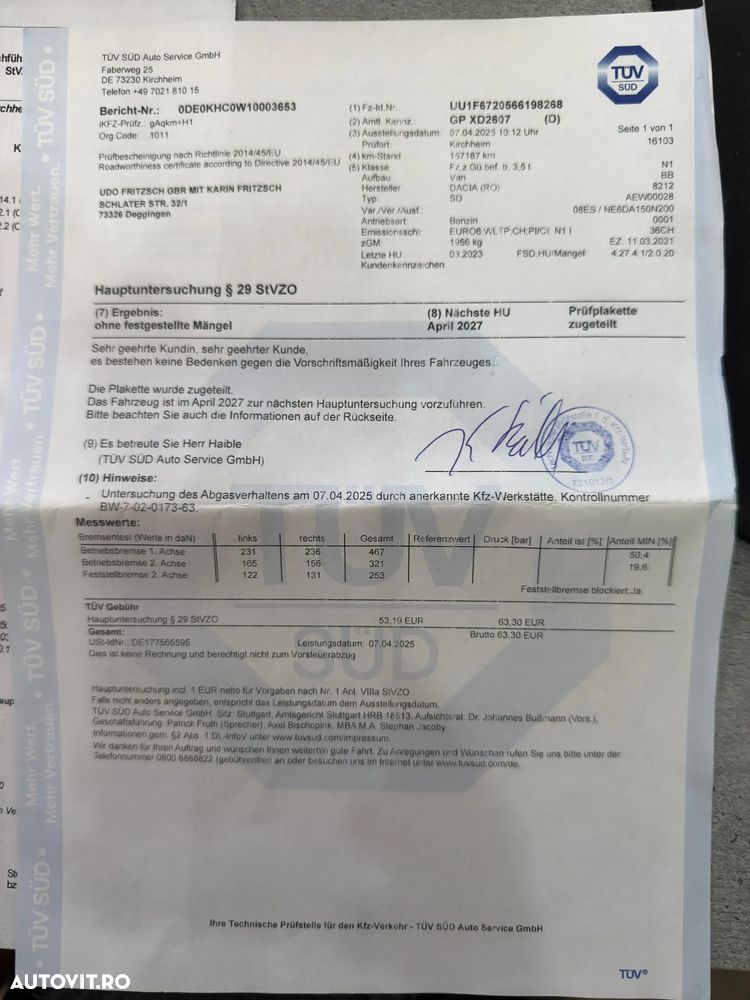 TÜV SÜD Auto Service GmbH
Faberweg 25
DE 73230 Kirchheim
Telefon +49 7021 810 15
TÜV
SÜD
Bericht-Nr.: 0DE0KHC0W10003653
iKFZ-Prüfz.: gAqkm+H1
Org.Code: 1011
Prüfbescheinigung nach Richtlinie 2014/45/EU
Roadworthiness certificate according to Directive 2014/45/EU
UDO FRITZSCH GBR MIT KARIN FRITZSCH
SCHLATER STR. 32/1
73326 Deggingen
(1) Fz-Id.Nr. UU1F6720566198268
(2) Amtl. Kennz.: GP XD2607 (D)
(3) Ausstellungsdatum: 07.04.2025 10:12 Uhr Seite 1 von 1
Prüfort: Kirchheim 16103
(4) km-Stand 157187 km
(5) Klasse Fz.z.Gü.bef. b. 3,5 t N1
Aufbau Van BB
Hersteller DACIA (RO) 8212
Typ SD AEW00028
Var./Ver./Ausf.: 08ES / NE6DA150N200
Antriebsart: Benzin 0001
Emissionsschl.: EURO6;WLTP;CH;PI/CI; N1 I 36CH
zGM: 1956 kg EZ: 11.03.2021
Letzte HU: 03.2023 FSD.HU/Mangel: 4.27.4.1/2.0.20
Kundenkennzeichen
Hauptuntersuchung § 29 StVZO
(7) Ergebnis: (8) Nächste HU Prüfplakette
ohne festgestellte Mängel April 2027 zugeteilt
Sehr geehrte Kundin, sehr geehrter Kunde,
es bestehen keine Bedenken gegen die Vorschriftsmäßigkeit Ihres Fahrzeuges.
Die Plakette wurde zugeteilt.
Das Fahrzeug ist im April 2027 zur nächsten Hauptuntersuchung vorzuführen.
Bitte beachten Sie auch die Informationen auf der Rückseite.
(9) Es betreute Sie Herr Haible
(TÜV SÜD Auto Service GmbH)
TÜV
SÜD
731012/1
(10) Hinweise:
- Untersuchung des Abgasverhaltens am 07.04.2025 durch anerkannte Kfz-Werkstätte, Kontrollnummer
BW-7-02-0173-63.
Messwerte:
Bremsentest (Werte in daN) links rechts Gesamt Referenzwert Druck [bar] Anteil ist [%] Anteil MIN [%]
Betriebsbremse 1. Achse 231 236 467 50,4
Betriebsbremse 2. Achse 165 156 321 19,6
Feststellbremse 2. Achse 122 131 253
Feststellbremse blockiert: Ja
TÜV Gebühr
Hauptuntersuchung § 29 StVZO 53,19 EUR 63,30 EUR
Gesamt: Brutto 63,30 EUR
USt-IdNr.: DE177565595 Leistungsdatum: 07.04.2025
Dies ist keine Rechnung und berechtigt nicht zum Vorsteuerabzug
Hauptuntersuchung incl. 1 EUR netto für Vorgaben nach Nr. 1 Anl. VIIIa StVZO
Falls nicht anders angegeben, entspricht das Leistungsdatum dem Ausstellungsdatum.
TÜV SÜD Auto Service GmbH, Sitz: Stuttgart, Amtsgericht Stuttgart HRB 18513, Aufsichtsrat: Dr. Johannes Bußmann (Vors.),
Geschäftsführung: Patrick Fruth (Sprecher), Axel Bischopink, MBA M.A. Stephan Jacoby.
Informationen gem. §2 Abs. 1 DL-InfoV unter www.tuvsud.com/impressum.
Wir danken für Ihren Auftrag und wünschen Ihnen weiterhin gute Fahrt. Zu Anregungen und Wünschen rufen Sie uns bitte unter der
Telefonnummer 0800 8888822 (gebührenfrei) an oder besuchen uns im Internet unter www.tuvsud.com/de.
Ihre Technische Prüfstelle für den Kfz-Verkehr - TÜV SÜD Auto Service GmbH
TÜV®
Mehr Wert.
Mehr Vertrauen.
TÜV SÜD
AUTOVIT.RO